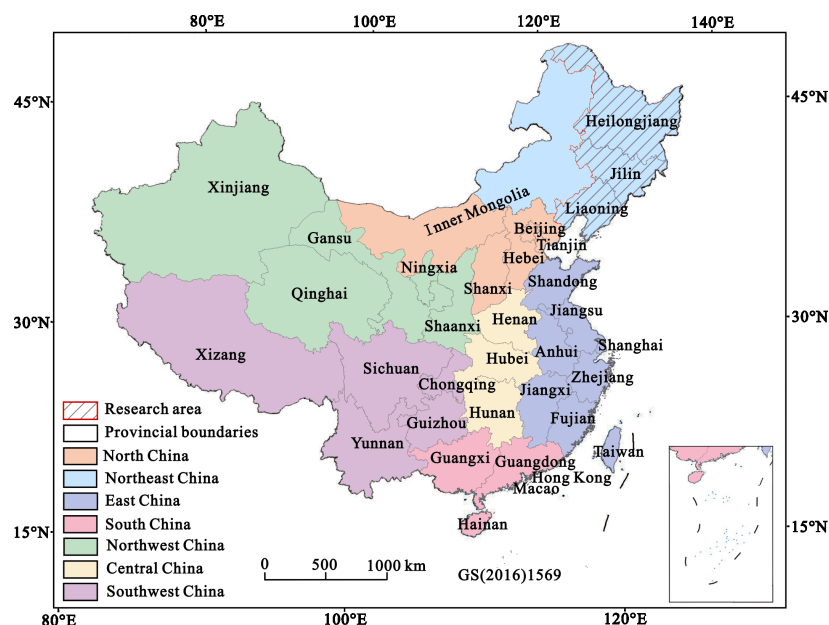 80°E 100°E 120°E 140°E
45°N
45°N
Heilongjiang
Jilin
Xinjiang
Inner Mongolia
Liaoning
Gansu
Beijing
Tianjin
Hebei
Ningxia
Shandong
Qinghai
Shanxi
Jiangsu
30°N
Henan
30°N
Shaanxi
Shanghai
Xizang
Hubei
Anhui
Sichuan
Zhejiang
Chongqing
Jiangxi
Hunan
Fujian
Guizhou
Yunnan
Taiwan
Guangxi
Guangdong
Hong Kong
Macao
Hainan
15°N
15°N
Research area
Provincial boundaries
North China
Northeast China
East China
South China
Northwest China
Central China
Southwest China
0 500 1000 km
GS(2016)1569
80°E 100°E 120°E